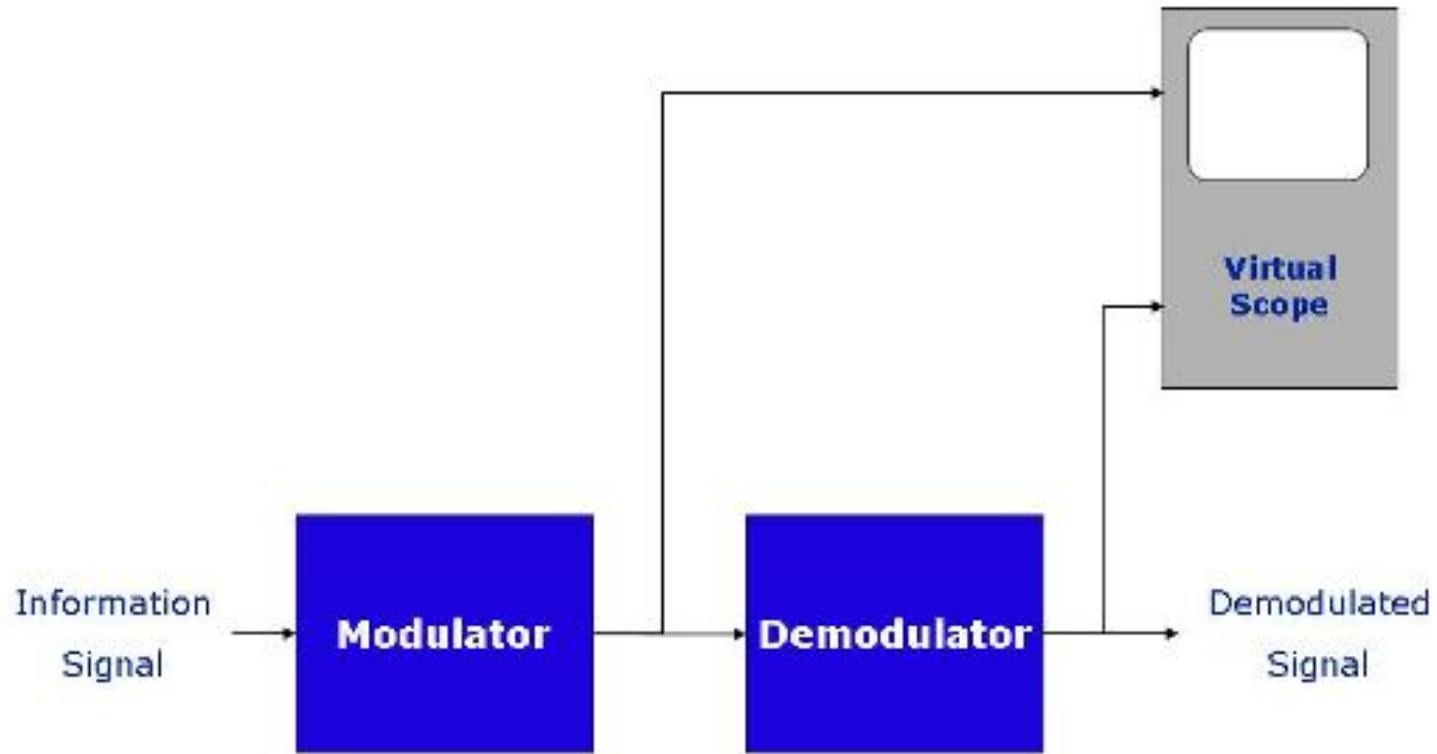 Virtual
Scope
Information
Signal
Modulator
Demodulator
Demodulated
Signal